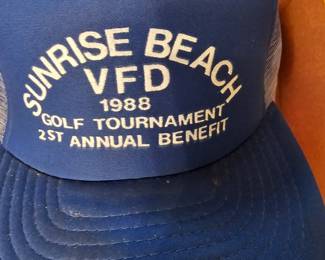 SUNRISE BEACH
VFD
1988
GOLF TOURNAMENT
2ST ANNUAL BENEFIT